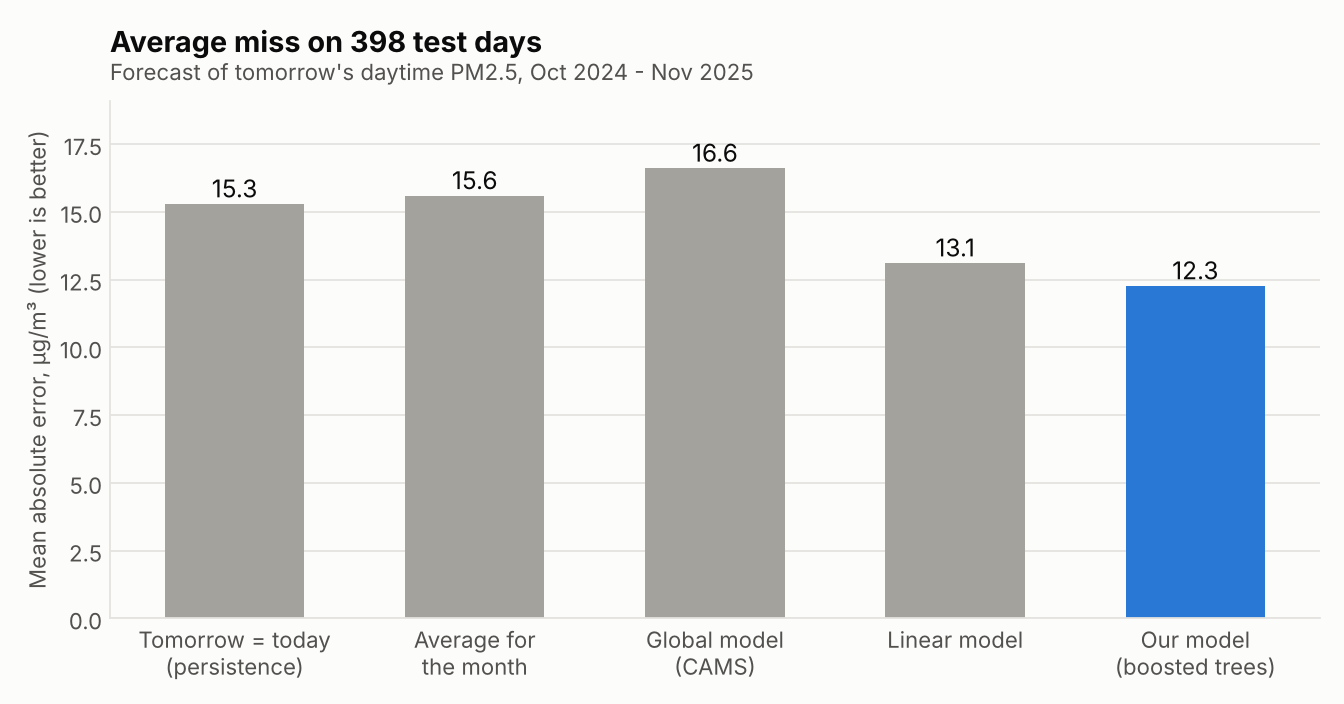 Average miss on 398 test days
Forecast of tomorrow's daytime PM2.5, Oct 2024 - Nov 2025
Mean absolute error, µg/m³ (lower is better)
17.5
15.0
12.5
10.0
7.5
5.0
2.5
0.0
15.3
15.6
16.6
13.1
12.3
Tomorrow = today
(persistence)
Average for
the month
Global model
(CAMS)
Linear model
Our model
(boosted trees)